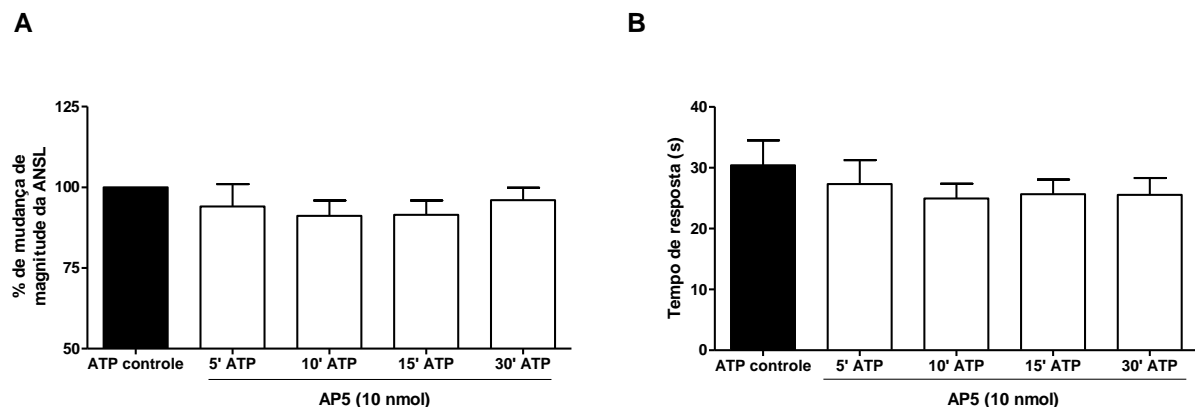 A
% de mudança de
magnitude da ANSL
125
100
75
50
ATP controle
5' ATP
10' ATP
15' ATP
30' ATP
AP5 (10 nmol)
B
Tempo de resposta (s)
40
30
20
10
0
ATP controle
5' ATP
10' ATP
15' ATP
30' ATP
AP5 (10 nmol)